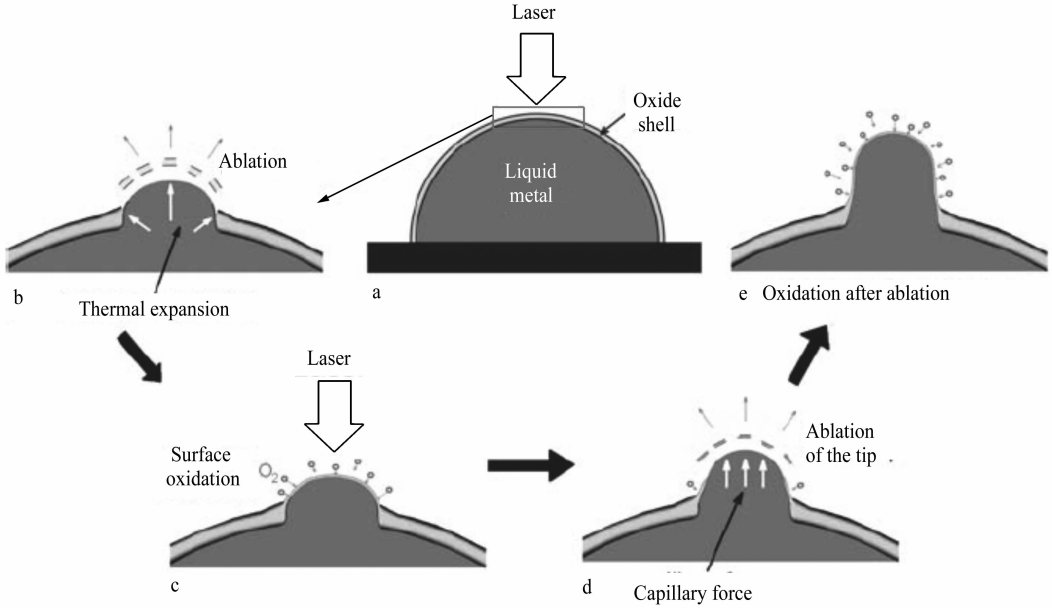 Laser
Oxide
shell
Liquid
metal
a
Ablation
b
Thermal expansion
Laser
Surface
oxidation
O2
c
Ablation
of the tip
d
Capillary force
e Oxidation after ablation